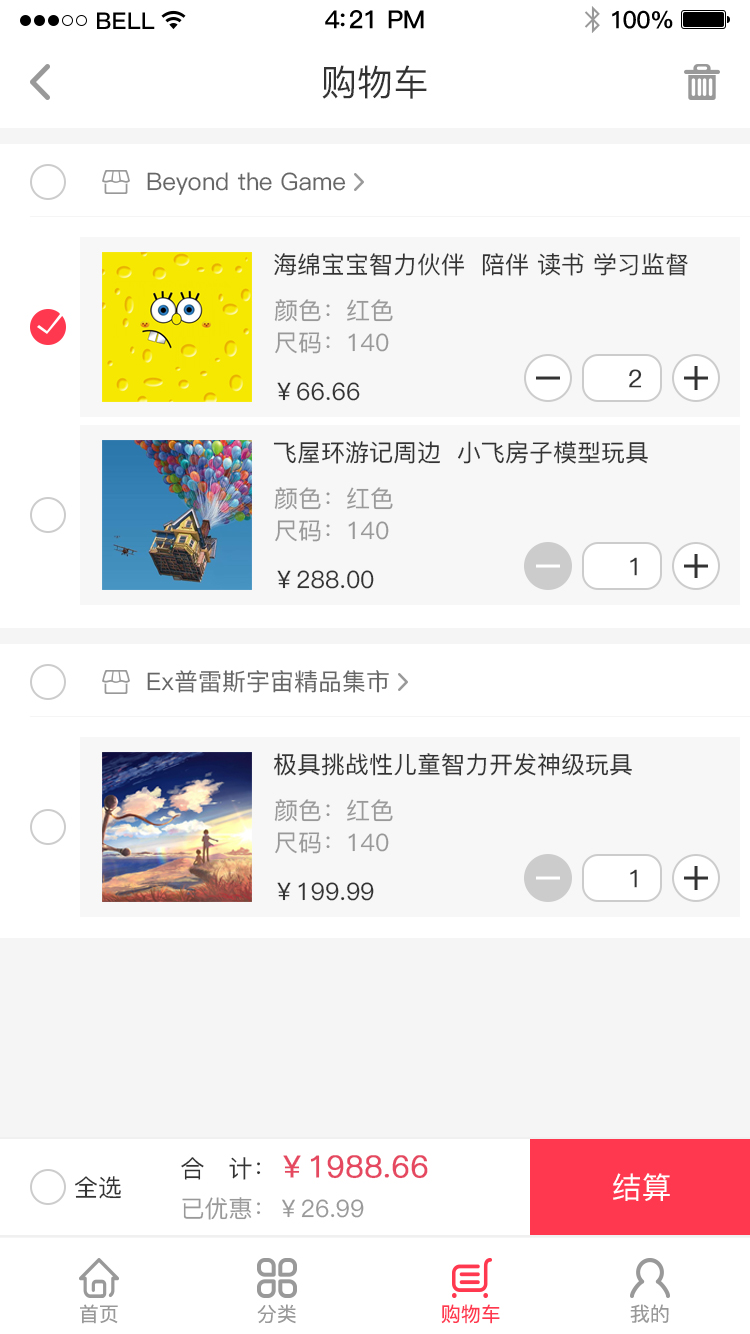 BELL 4:21 PM 100%
购物车
Beyond the Game
海绵宝宝智力伙伴 陪伴 读书 学习监督
颜色：红色
尺码：140
¥66.66
2
飞屋环游记周边 小飞房子模型玩具
颜色：红色
尺码：140
¥288.00
1
Ex普雷斯宇宙精品集市
极具挑战性儿童智力开发神级玩具
颜色：红色
尺码：140
¥199.99
1
全选
合 计：¥1988.66
已优惠：¥26.99
结算
首页 分类 购物车 我的